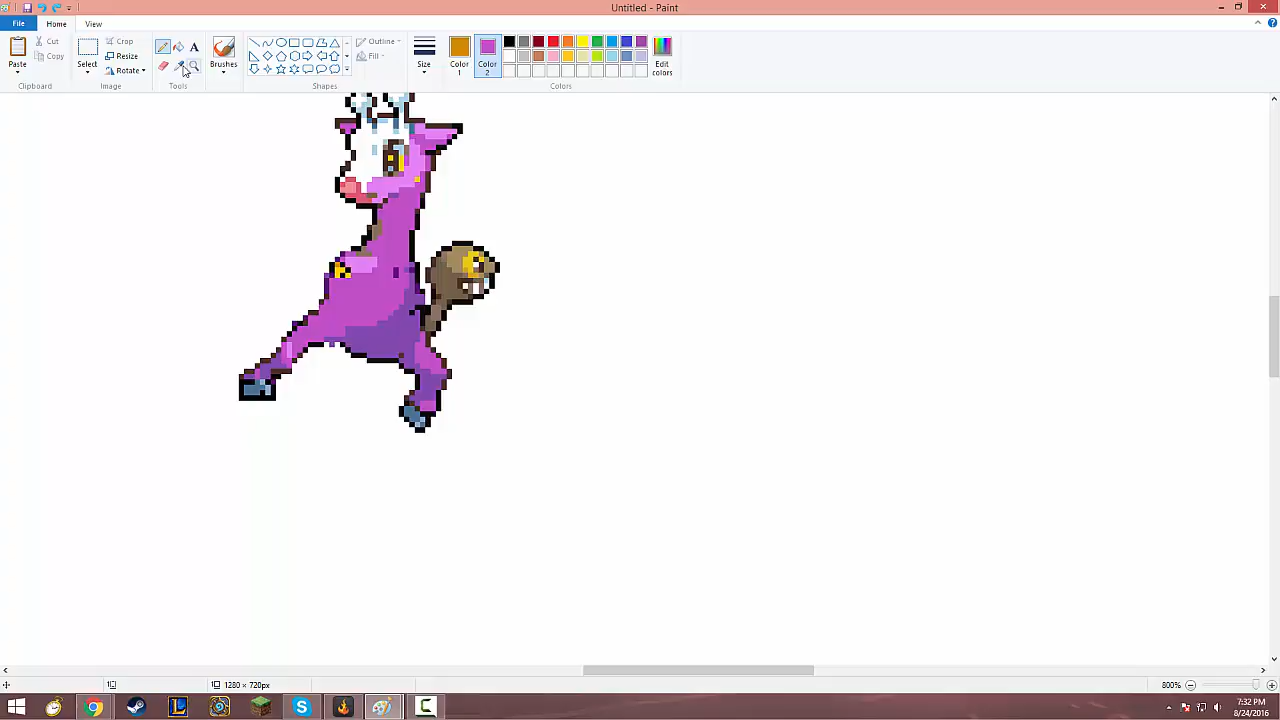 Untitled - Paint
File
Home
View
Paste
Cut
Copy
Clipboard
Select
Crop
Resize
Rotate
Image
A
Tools
Brushes
Outline
Fill
Shapes
Size
Color
1
Color
2
Edit
colors
Colors
1280 × 720px
800%
7:32 PM
8/24/2016